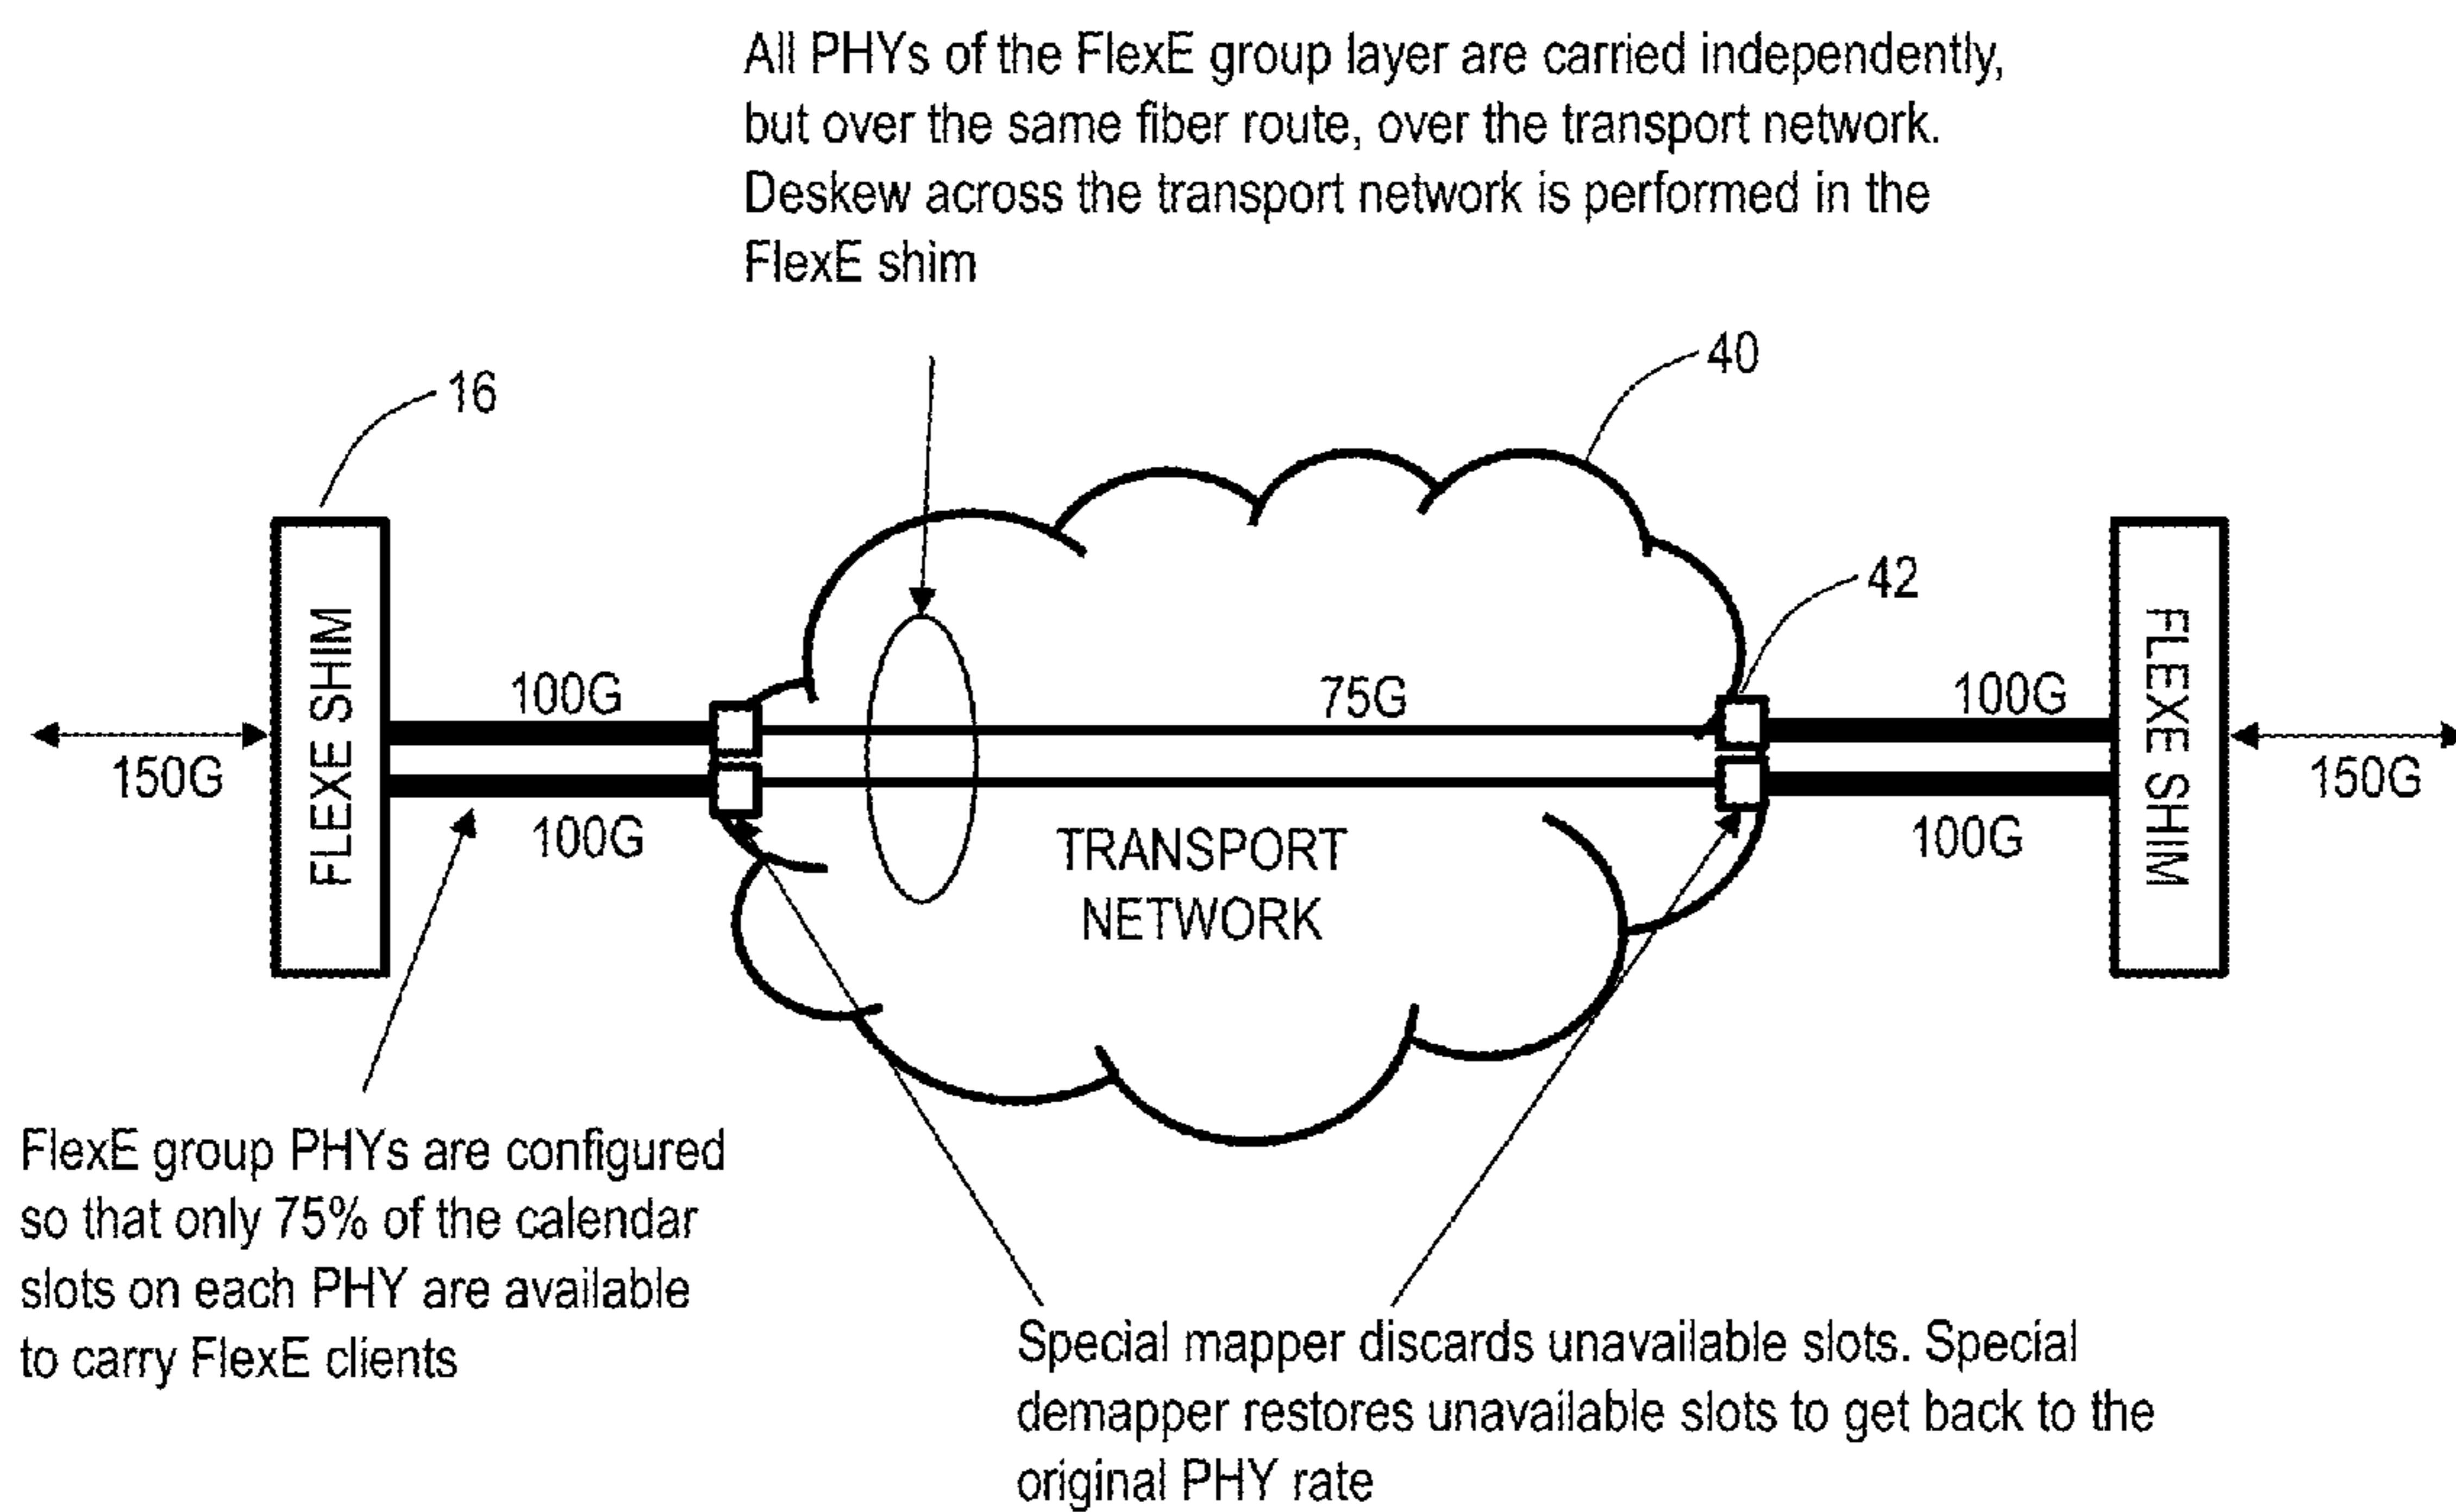 All PHYs of the FlexE group layer are carried independently,
but over the same fiber route, over the transport network.
Deskew across the transport network is performed in the
FlexE shim
40
16
42
FLEXE SHIM
100G
75G
100G
FLEXE SHIM
150G
150G
100G
100G
TRANSPORT
NETWORK
FlexE group PHYs are configured
so that only 75% of the calendar
slots on each PHY are available
to carry FlexE clients
Special mapper discards unavailable slots. Special
demapper restores unavailable slots to get back to the
original PHY rate